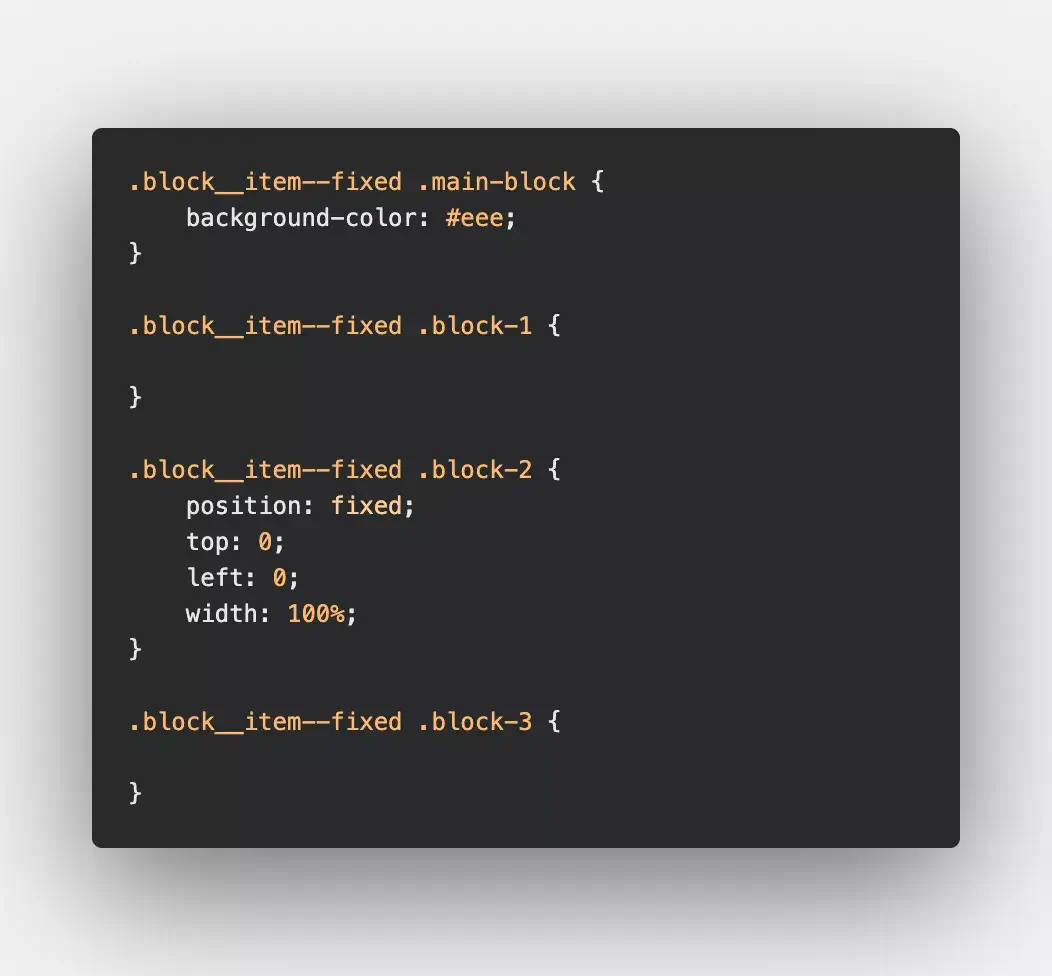 .block__item--fixed .main-block {
    background-color: #eee;
}
.block__item--fixed .block-1 {
}
.block__item--fixed .block-2 {
    position: fixed;
    top: 0;
    left: 0;
    width: 100%;
}
.block__item--fixed .block-3 {
}